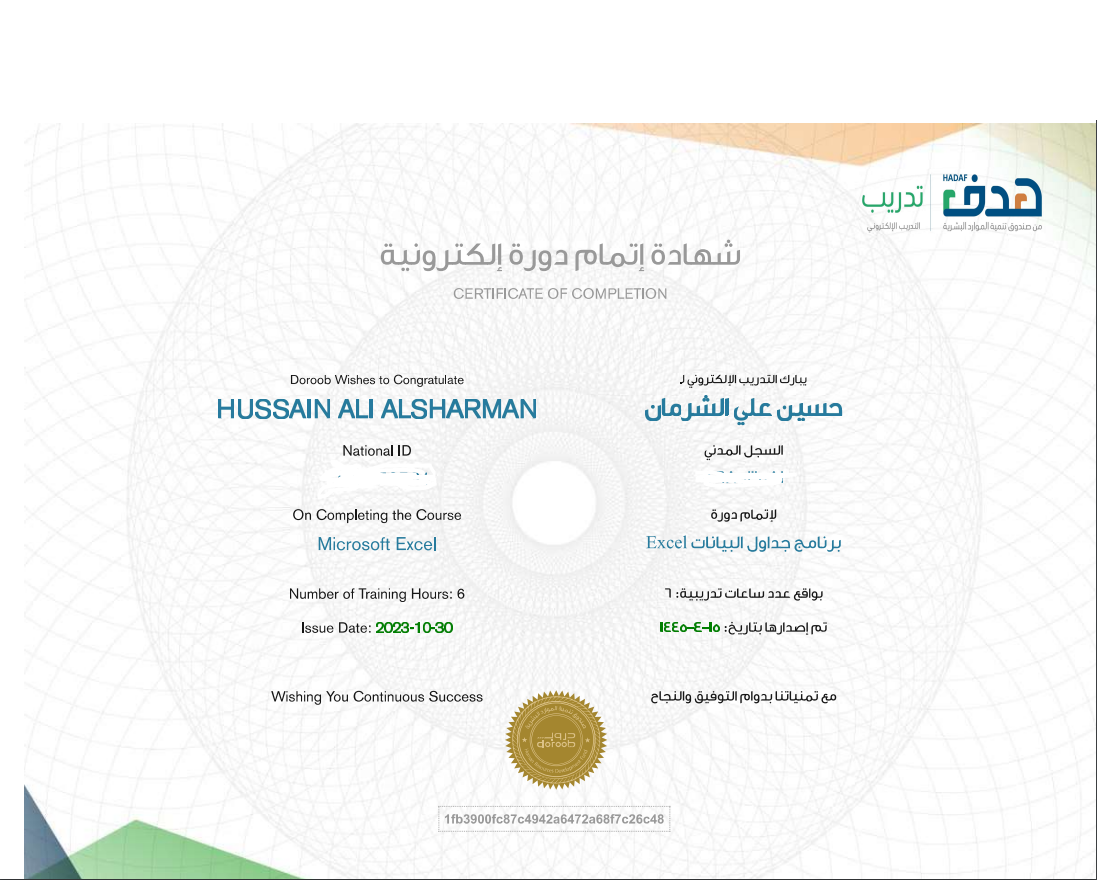 HADAF
هدف
تدريب
من صندوق تنمية الموارد البشرية
التدريب الإلكتروني
شهادة إتمام دورة إلكترونية
CERTIFICATE OF COMPLETION
Doroob Wishes to Congratulate
يبارك التدريب الإلكتروني لـ
HUSSAIN ALI ALSHARMAN
حسين علي الشرمان
National ID
السجل المدني
On Completing the Course
لإتمام دورة
Microsoft Excel
برنامج جداول البيانات Excel
Number of Training Hours: 6
بواقع عدد ساعات تدريبية: ٦
Issue Date: 2023-10-30
تم إصدارها بتاريخ: ١٥-٤-١٤٤٥
Wishing You Continuous Success
مع تمنياتنا بدوام التوفيق والنجاح
دروب
doroob
1fb3900fc87c4942a6472a68f7c26c48